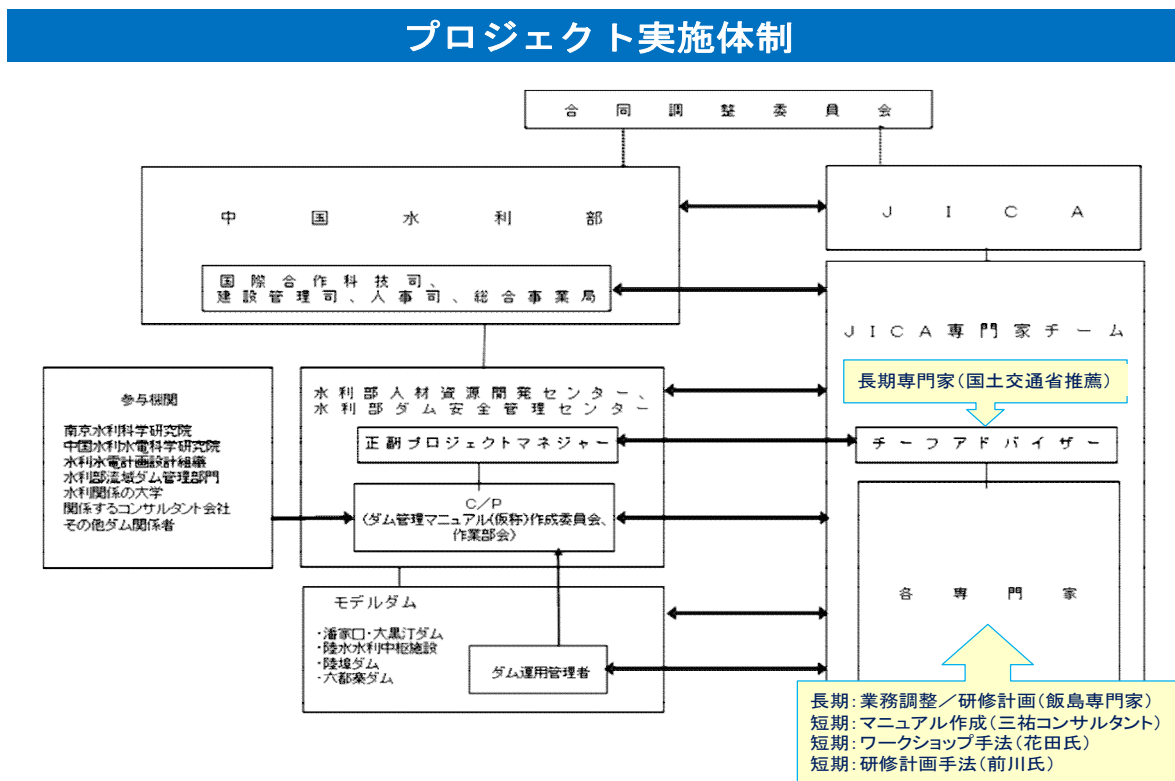 プロジェクト実施体制
合同調整委員会
中国水利部
国際合作科技司、
建設管理司、人事司、総合事業局
JICA
JICA専門家チーム
長期専門家(国土交通省推薦)
チーフアドバイザー
各専門家
参与機関
南京水利科学研究院
中国利水電科学研究院
水利水電計画設計組織
水利部流域ダム管理部門
水利関係の大学
関係するコンサルタント会社
その他ダム関係者
水利部人材資源開発センター、
水利部ダム安全管理センター
正副プロジェクトマネジャー
C/P
(ダム管理マニュアル(仮称)作成委員会、
作業部会)
モデルダム
・潘家口・大黒汀ダム
・陸水水利中枢施設
・陸埠ダム
・六都寨ダム
ダム運用管理者
長期：業務調整／研修計画(飯島専門家)
短期：マニュアル作成(三祐コンサルタント)
短期：ワークショップ手法(花田氏)
短期：研修計画手法(前川氏)